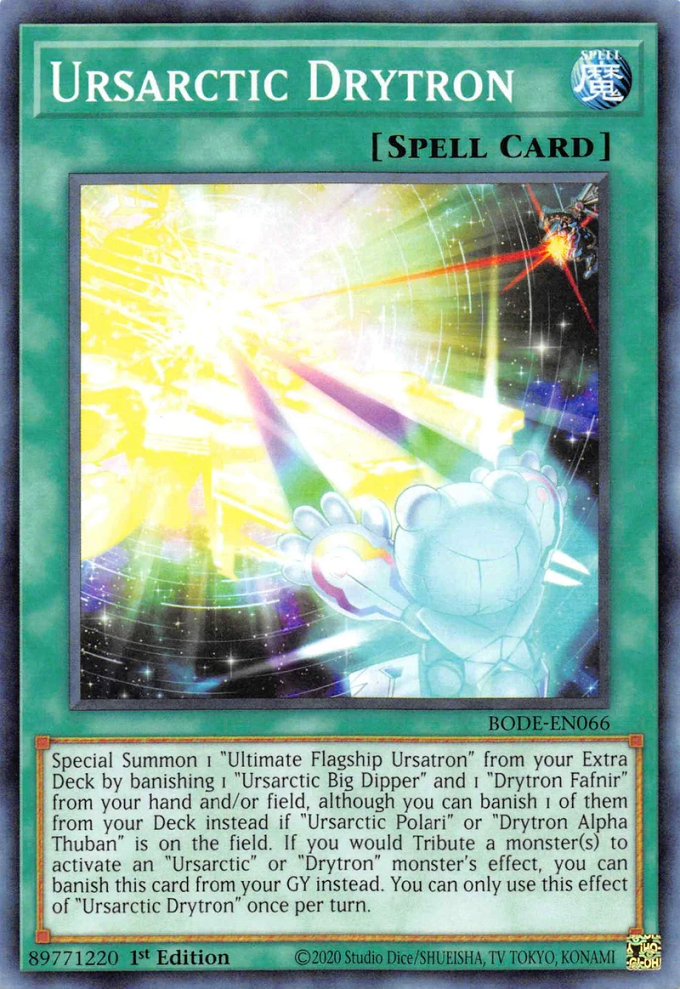 URSARCTIC DRYTRON
SPELL
魔
[SPELL CARD]
BODE-EN066
Special Summon 1 "Ultimate Flagship Ursatron" from your Extra
Deck by banishing 1 "Ursarctic Big Dipper" and 1 "Drytron Fafnir"
from your hand and/or field, although you can banish 1 of them
from your Deck instead if "Ursarctic Polari" or "Drytron Alpha
Thuban" is on the field. If you would Tribute a monster(s) to
activate an "Ursarctic" or "Drytron" monster's effect, you can
banish this card from your GY instead. You can only use this effect
of "Ursarctic Drytron" once per turn.
89771220 1st Edition ©2020 Studio Dice/SHUEISHA, TV TOKYO, KONAMI